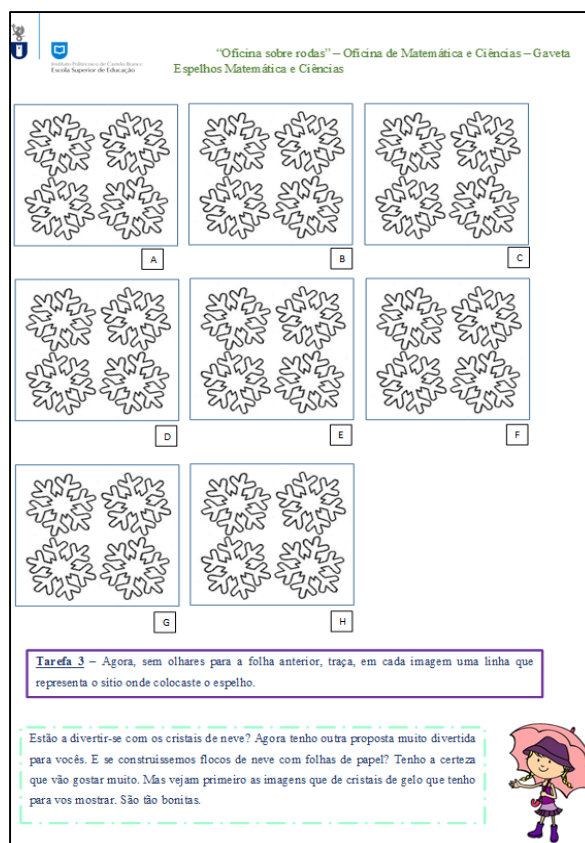 Instituto Politécnico de Castelo Branco
Escola Superior de Educação
“Oficina sobre rodas” – Oficina de Matemática e Ciências – Gaveta
Espelhos Matemática e Ciências
A
B
C
D
E
F
G
H
Tarefa 3 – Agora, sem olhares para a folha anterior, traça, em cada imagem uma linha que
representa o sitio onde colocaste o espelho.
Estão a divertir-se com os cristais de neve? Agora tenho outra proposta muito divertida
para vocês. E se construissemos flocos de neve com folhas de papel? Tenho a certeza
que vão gostar muito. Mas vejam primeiro as imagens que de cristais de gelo que tenho
para vos mostrar. São tão bonitas.